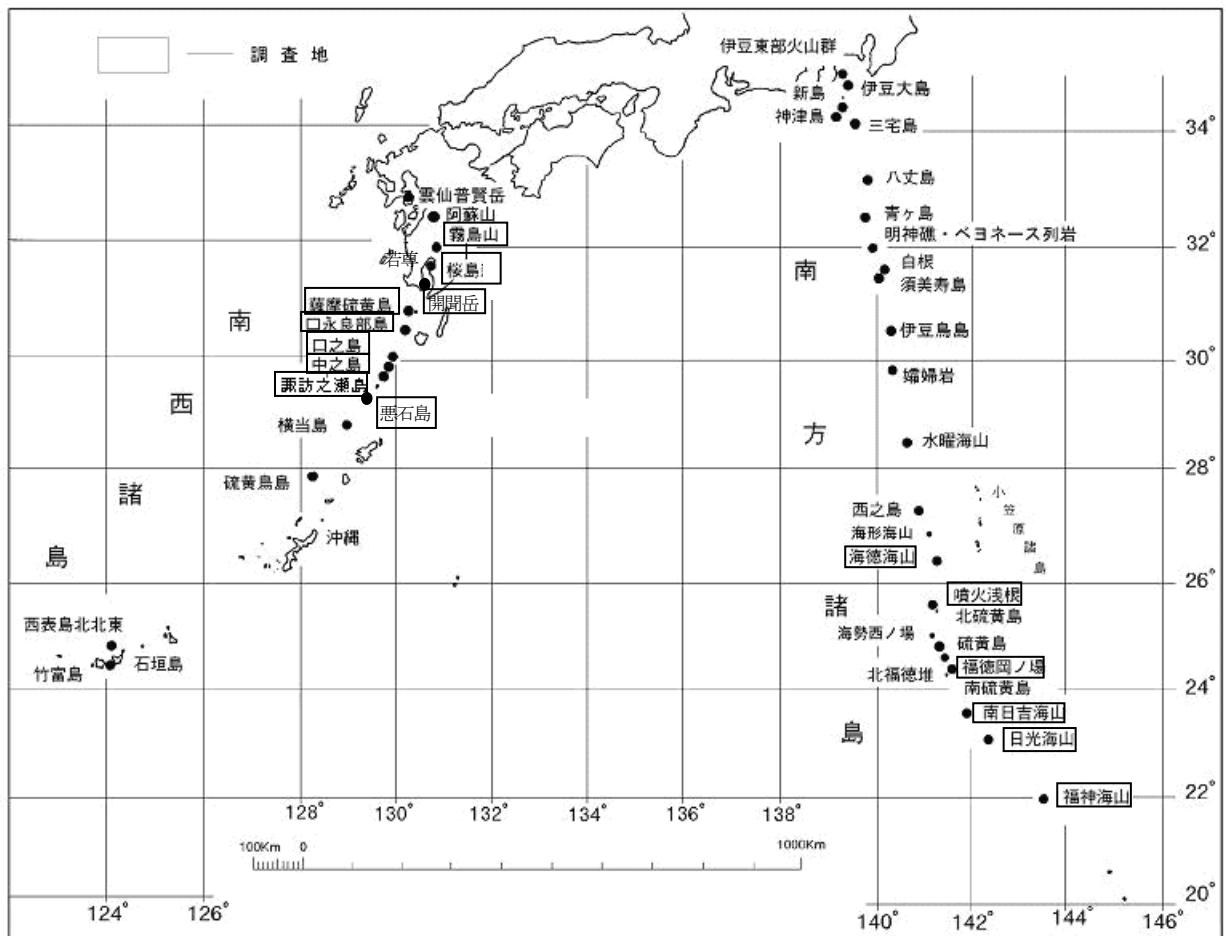 調査地
伊豆東部火山群
新島
伊豆大島
神津島
三宅島
34°
八丈島
青ヶ島
明神礁・ベヨネース列岩
32°
白根
須美寿島
伊豆鳥島
30°
孀婦岩
水曜海山
28°
西之島
海形海山
海徳海山
小笠原諸島
26°
噴火浅根
北硫黄島
海勢西ノ場
硫黄島
福徳岡ノ場
北福徳堆
南硫黄島
24°
南日吉海山
日光海山
福神海山
22°
20°
南方諸島
雲仙普賢岳
阿蘇山
霧島山
若尊
桜島
開聞岳
薩摩硫黄島
口永良部島
口之島
中之島
諏訪之瀬島
悪石島
横当島
硫黄鳥島
沖縄
南西諸島
西表島北北東
石垣島
竹富島
128°
130°
132°
134°
136°
138°
100Km 0
1000Km
124°
126°
140°
142°
144°
146°